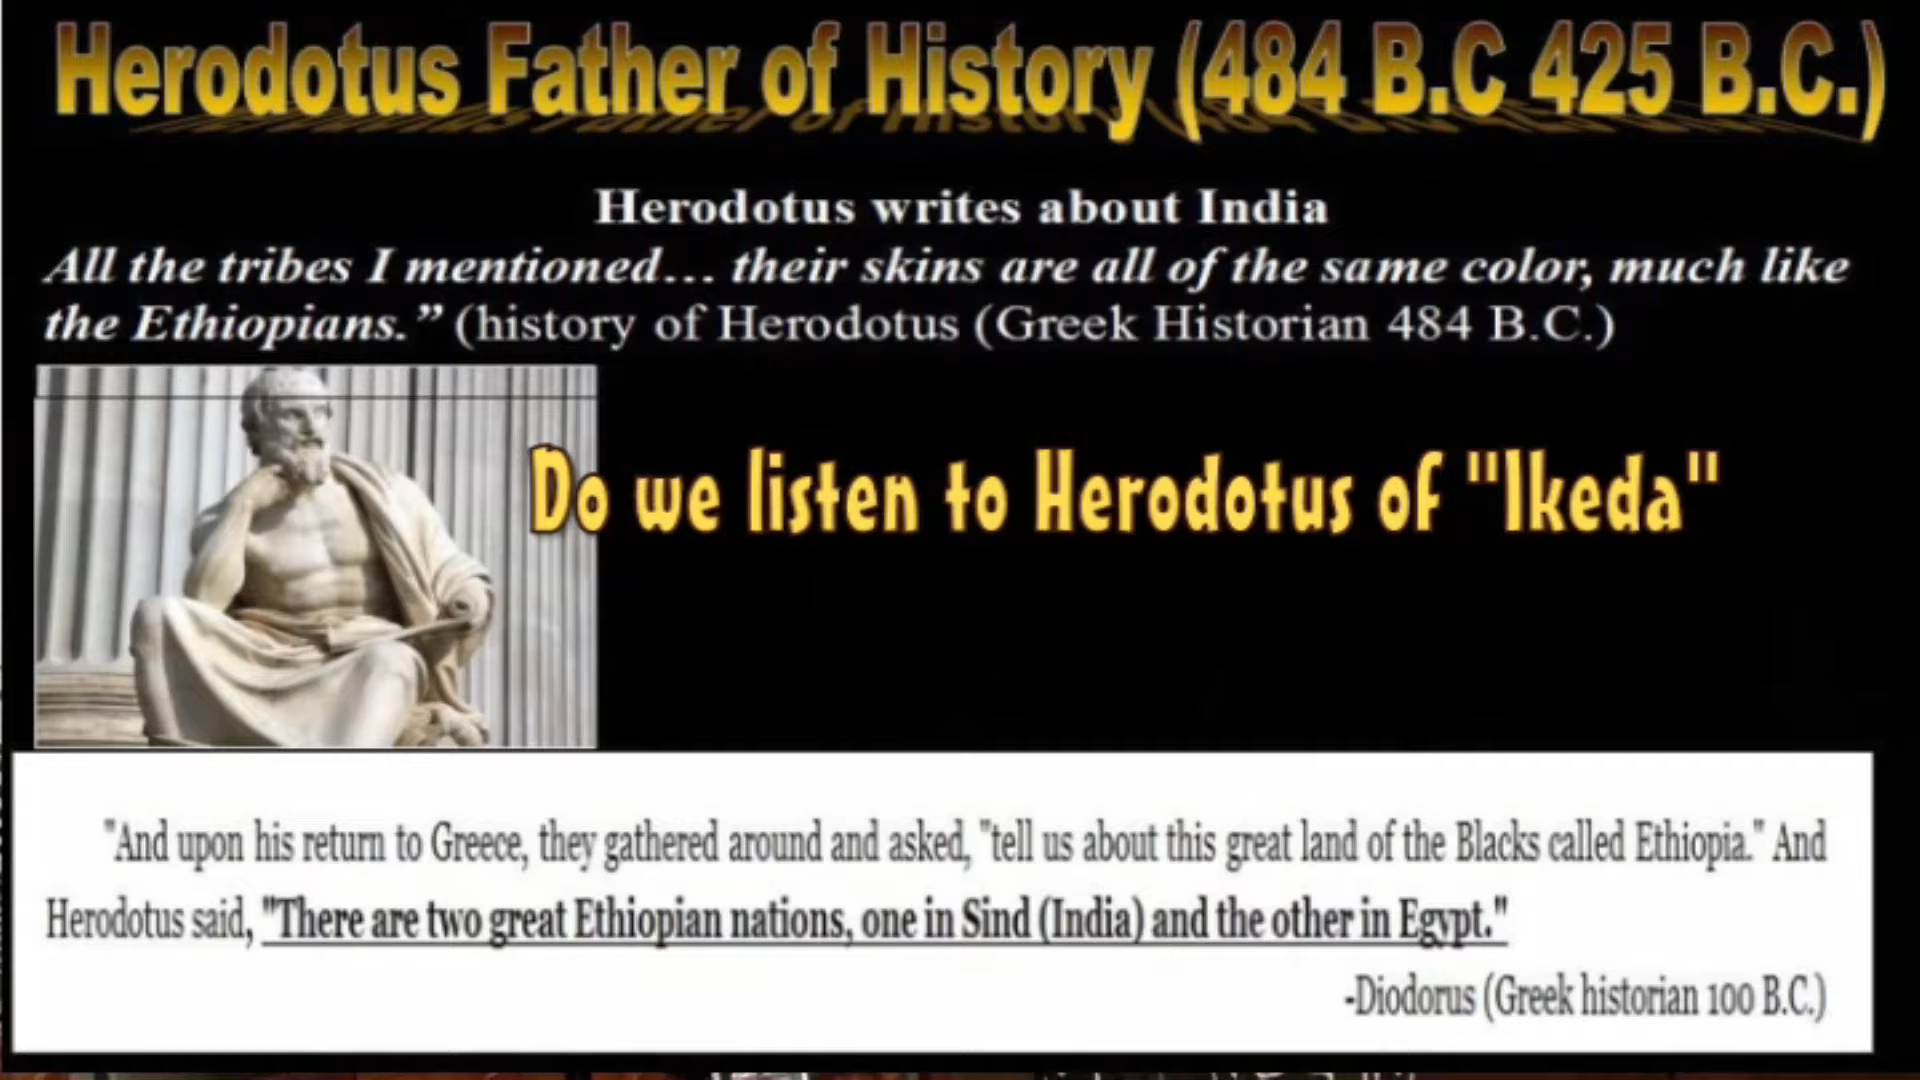 Herodotus Father of History (484 B.C 425 B.C.)
Herodotus writes about India
All the tribes I mentioned... their skins are all of the same color, much like
the Ethiopians.” (history of Herodotus (Greek Historian 484 B.C.)
Do we listen to Herodotus of "Ikeda"
"And upon his return to Greece, they gathered around and asked, "tell us about this great land of the Blacks called Ethiopia." And
Herodotus said, "There are two great Ethiopian nations, one in Sind (India) and the other in Egypt."
-Diodorus (Greek historian 100 B.C.)